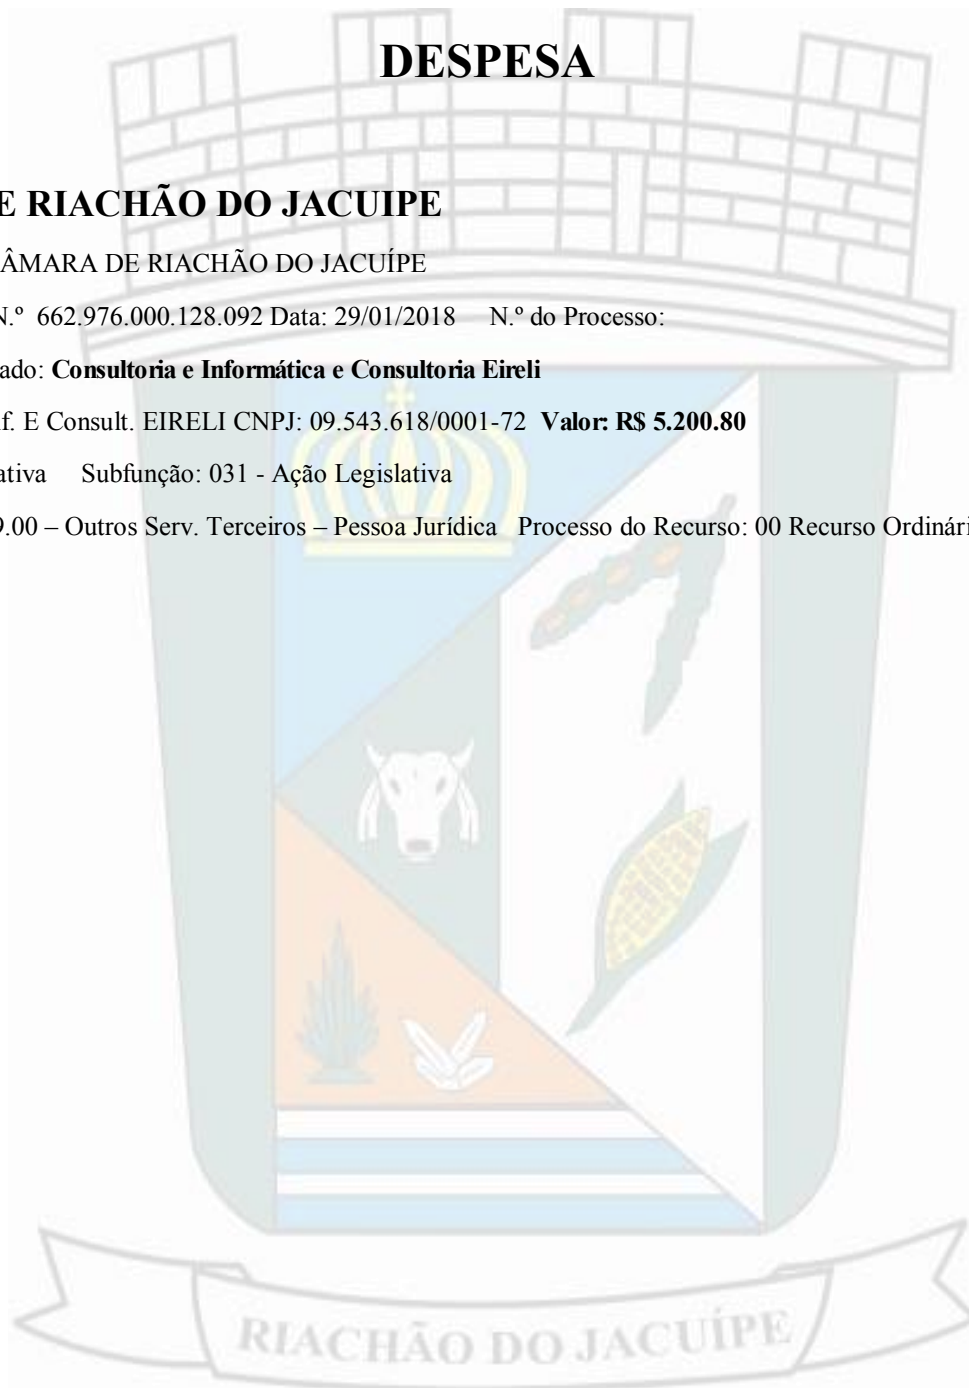 DESPESA
E RIACHÃO DO JACUIPE
ÂMARA DE RIACHÃO DO JACUÍPE
N.º 662.976.000.128.092 Data: 29/01/2018 N.º do Processo:
ado: Consultoria e Informática e Consultoria Eireli
f. E Consult. EIRELI CNPJ: 09.543.618/0001-72 Valor: R$ 5.200.80
ativa Subfunção: 031 - Ação Legislativa
9.00 – Outros Serv. Terceiros – Pessoa Jurídica Processo do Recurso: 00 Recurso Ordinári
RIACHÃO DO JACUÍPE